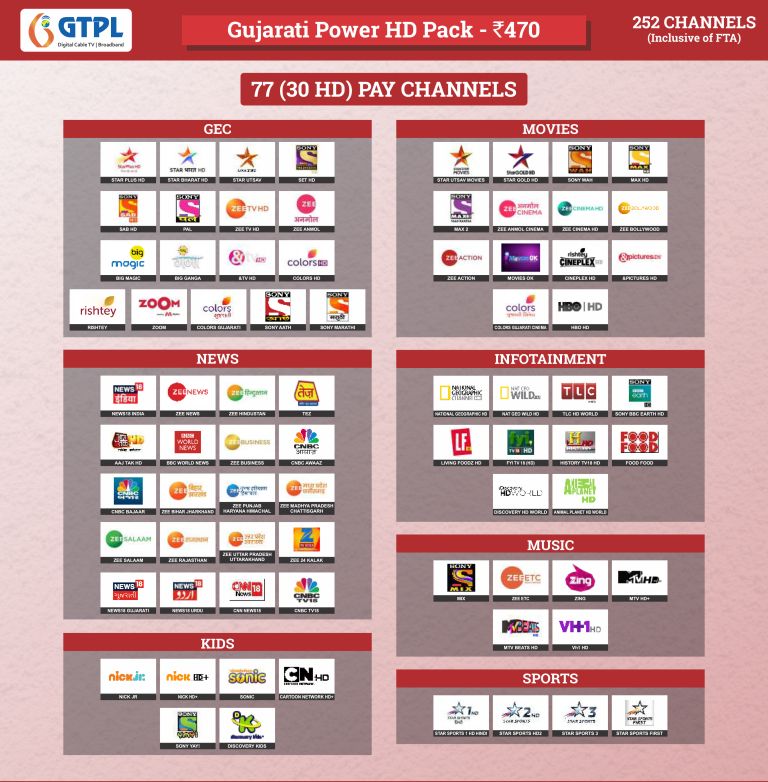 GTPL
Digital Cable TV | Broadband
Gujarati Power HD Pack - ₹470
252 CHANNELS
(Inclusive of FTA)
77 (30 HD) PAY CHANNELS
GEC
STAR PLUS HD
STAR BHARAT HD
STAR UTSAV
SET HD
SAB HD
PAL
ZEE TV HD
ZEE ANMOL
BIG MAGIC
BIG GANGA
&TV HD
COLORS HD
RISHTEY
ZOOM
COLORS GUJARATI
SONY AATH
SONY MARATHI
MOVIES
STAR UTSAV MOVIES
STAR GOLD HD
SONY WAH
MAX HD
MAX 2
ZEE ANMOL CINEMA
ZEE CINEMA HD
ZEE BOLLYWOOD
ZEE ACTION
MOVIES OK
CINEPLEX HD
&PICTURES HD
COLORS GUJARATI CINEMA
HBO HD
NEWS
NEWS18 INDIA
ZEE NEWS
ZEE HINDUSTAN
TEZ
AAJ TAK HD
BBC WORLD NEWS
ZEE BUSINESS
CNBC AWAAZ
CNBC BAJAAR
ZEE BIHAR JHARKHAND
ZEE PUNJAB
HARYANA HIMACHAL
ZEE MADHYA PRADESH
CHATTISGARH
ZEE SALAAM
ZEE RAJASTHAN
ZEE UTTAR PRADESH
UTTARAKHAND
ZEE 24 KALAK
NEWS18 GUJARATI
NEWS18 URDU
CNN NEWS18
CNBC TV18
INFOTAINMENT
NATIONAL GEOGRAPHIC HD
NAT GEO WILD HD
TLC HD WORLD
SONY BBC EARTH HD
LIVING FOODZ HD
FYI TV 18 (HD)
HISTORY TV18 HD
FOOD FOOD
DISCOVERY HD WORLD
ANIMAL PLANET HD WORLD
MUSIC
MIX
ZEE ETC
ZING
MTV HD+
MTV BEATS HD
VH1 HD
KIDS
NICK JR
NICK HD+
SONIC
CARTOON NETWORK HD+
SONY YAY!
DISCOVERY KIDS
SPORTS
STAR SPORTS 1 HD HINDI
STAR SPORTS HD2
STAR SPORTS 3
STAR SPORTS FIRST